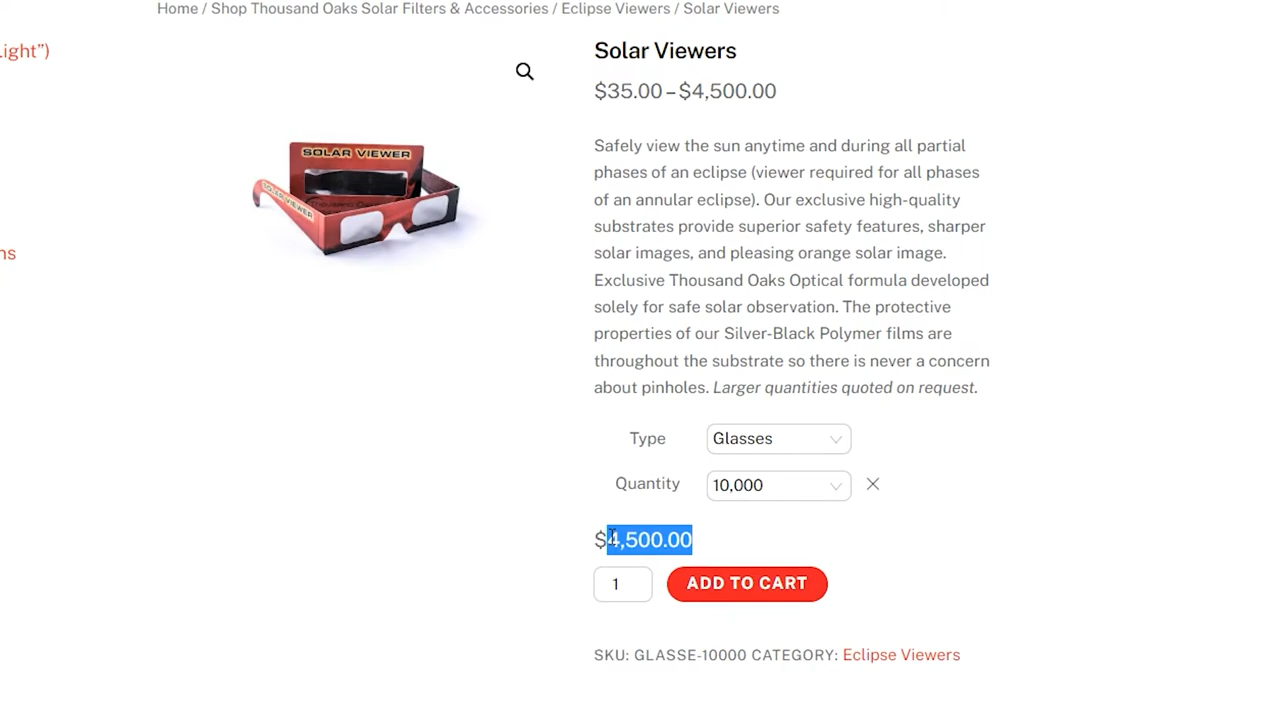 Home / Shop Thousand Oaks Solar Filters & Accessories / Eclipse Viewers / Solar Viewers
ight”)
ns
SOLAR VIEWER
SOLAR VIEWER
Thousand Oaks
Solar Viewers
$35.00 – $4,500.00
Safely view the sun anytime and during all partial
phases of an eclipse (viewer required for all phases
of an annular eclipse). Our exclusive high-quality
substrates provide superior safety features, sharper
solar images, and pleasing orange solar image.
Exclusive Thousand Oaks Optical formula developed
solely for safe solar observation. The protective
properties of our Silver-Black Polymer films are
throughout the substrate so there is never a concern
about pinholes. Larger quantities quoted on request.
Type Glasses
Quantity 10,000
$4,500.00
1 ADD TO CART
SKU: GLASSE-10000 CATEGORY: Eclipse Viewers